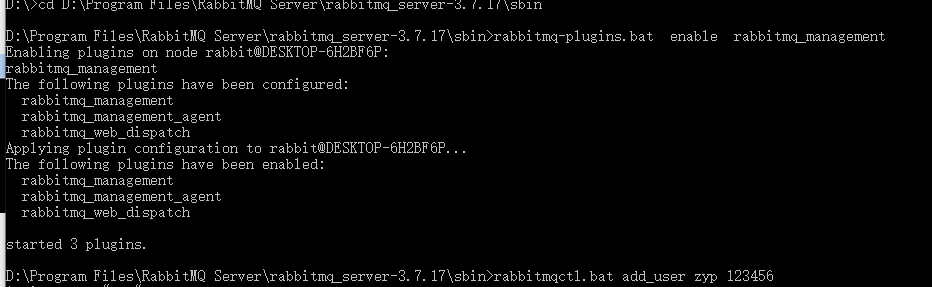 D:\>cd D:\Program Files\RabbitMQ Server\rabbitmq_server-3.7.17\sbin
D:\Program Files\RabbitMQ Server\rabbitmq_server-3.7.17\sbin>rabbitmq-plugins.bat  enable  rabbitmq_management
Enabling plugins on node rabbit@DESKTOP-6H2BF6P:
rabbitmq_management
The following plugins have been configured:
  rabbitmq_management
  rabbitmq_management_agent
  rabbitmq_web_dispatch
Applying plugin configuration to rabbit@DESKTOP-6H2BF6P...
The following plugins have been enabled:
  rabbitmq_management
  rabbitmq_management_agent
  rabbitmq_web_dispatch
started 3 plugins.
D:\Program Files\RabbitMQ Server\rabbitmq_server-3.7.17\sbin>rabbitmqctl.bat add_user zyp 123456